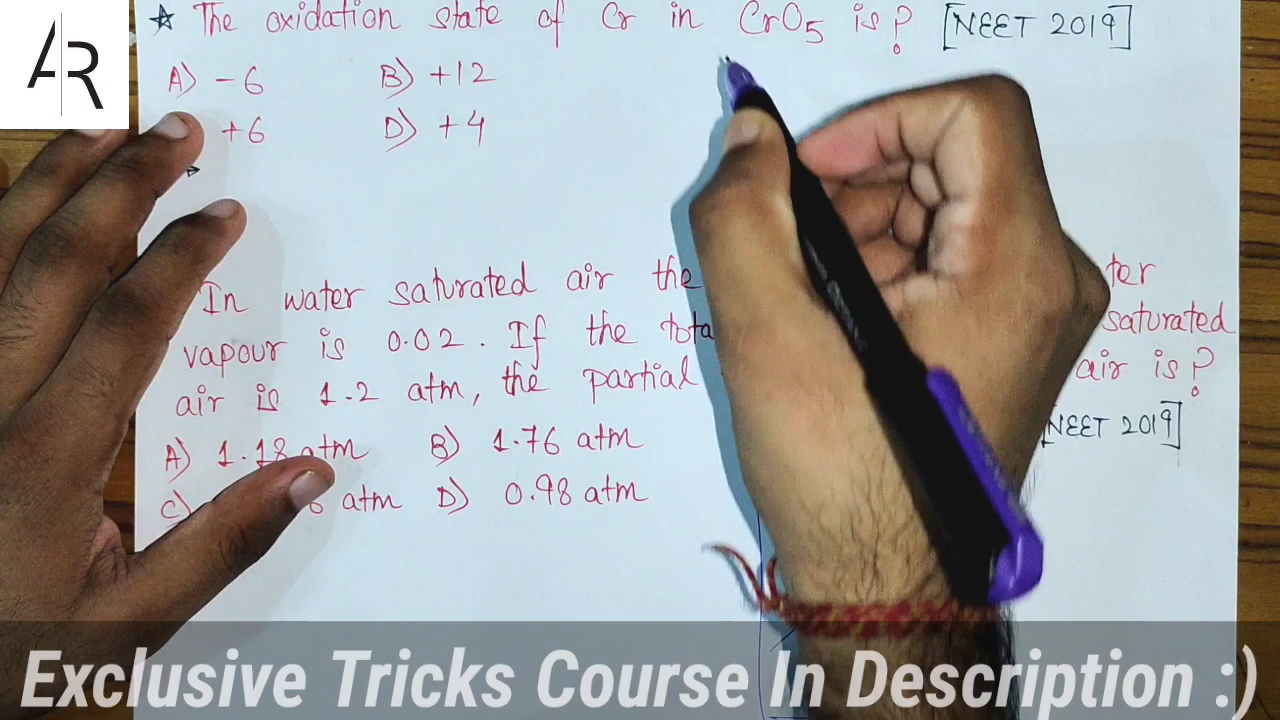 AR
☆ The oxidation state of Cr in CrO5 is? [NEET 2019]
A) -6 B) +12
+6 D) +4
In water saturated air the ter
vapour is 0.02. If the tota saturated
air is 1.2 atm, the partial air is?
[NEET 2019]
A) 1.18 atm B) 1.76 atm
C) atm D) 0.98 atm
Exclusive Tricks Course In Description :)